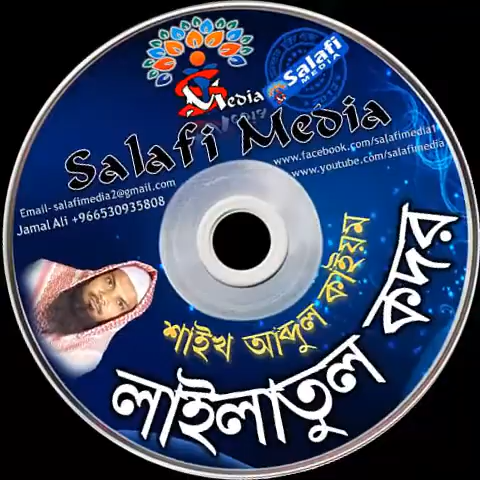 Media
Salafi
MEDIA
Salafi Media
www.facebook.com/salafimedia1
www.youtube.com/salafimedia
Email- salafimedia2@gmail.com
Jamal Ali +966530935808
শাইখ আব্দুল কাইয়ুম
লাইলাতুল কদর